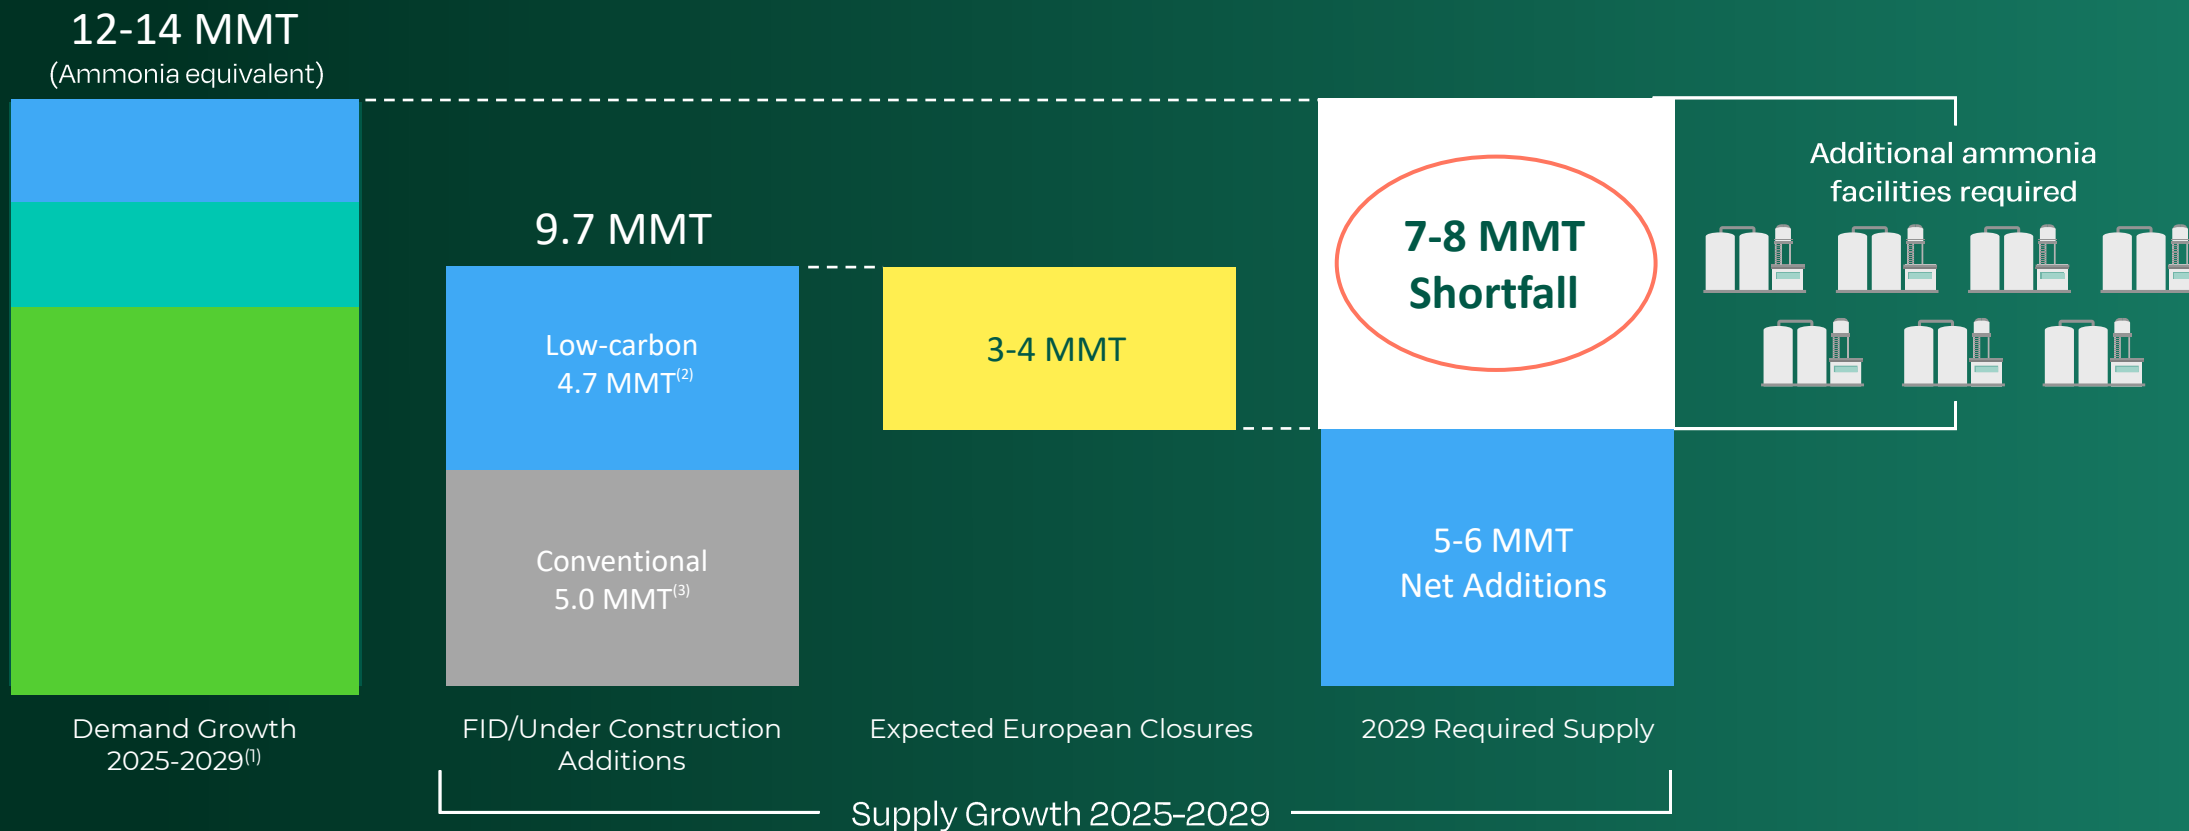 12-14 MMT
(Ammonia equivalent)
9.7 MMT
Low-carbon
4.7 MMT(2)
Conventional
5.0 MMT(3)
3-4 MMT
7-8 MMT
Shortfall
5-6 MMT
Net Additions
Additional ammonia
facilities required
Demand Growth
2025-2029(1)
FID/Under Construction
Additions
Expected European Closures
2029 Required Supply
Supply Growth 2025-2029